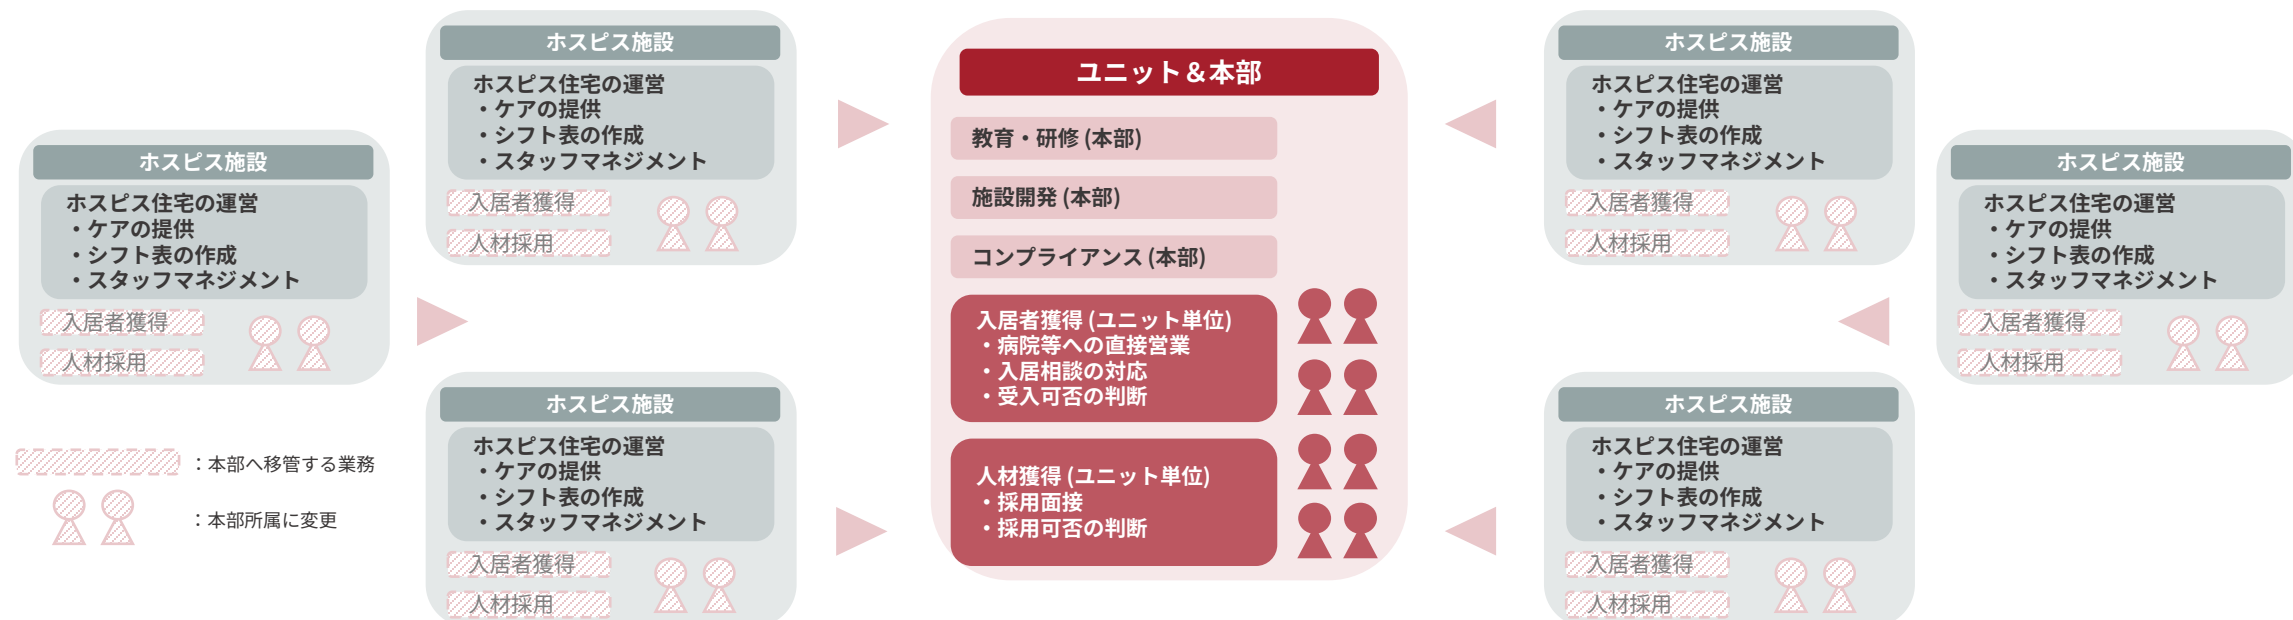 ホスピス施設
ホスピス住宅の運営
・ケアの提供
・シフト表の作成
・スタッフマネジメント
入居者獲得
人材採用
ホスピス施設
ホスピス住宅の運営
・ケアの提供
・シフト表の作成
・スタッフマネジメント
入居者獲得
人材採用
ホスピス施設
ホスピス住宅の運営
・ケアの提供
・シフト表の作成
・スタッフマネジメント
入居者獲得
人材採用
：本部へ移管する業務
：本部所属に変更
ユニット＆本部
教育・研修 (本部)
施設開発 (本部)
コンプライアンス (本部)
入居者獲得 (ユニット単位)
・病院等への直接営業
・入居相談の対応
・受入可否の判断
人材獲得 (ユニット単位)
・採用面接
・採用可否の判断
ホスピス施設
ホスピス住宅の運営
・ケアの提供
・シフト表の作成
・スタッフマネジメント
入居者獲得
人材採用
ホスピス施設
ホスピス住宅の運営
・ケアの提供
・シフト表の作成
・スタッフマネジメント
入居者獲得
人材採用
ホスピス施設
ホスピス住宅の運営
・ケアの提供
・シフト表の作成
・スタッフマネジメント
入居者獲得
人材採用